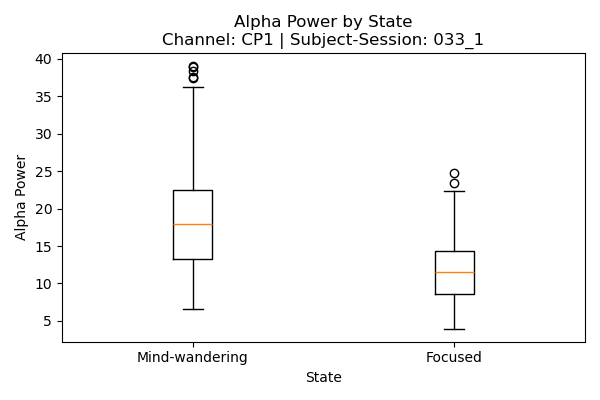 Alpha Power by State
Channel: CP1 | Subject-Session: 033_1
Alpha Power
40
35
30
25
20
15
10
5
Mind-wandering
Focused
State